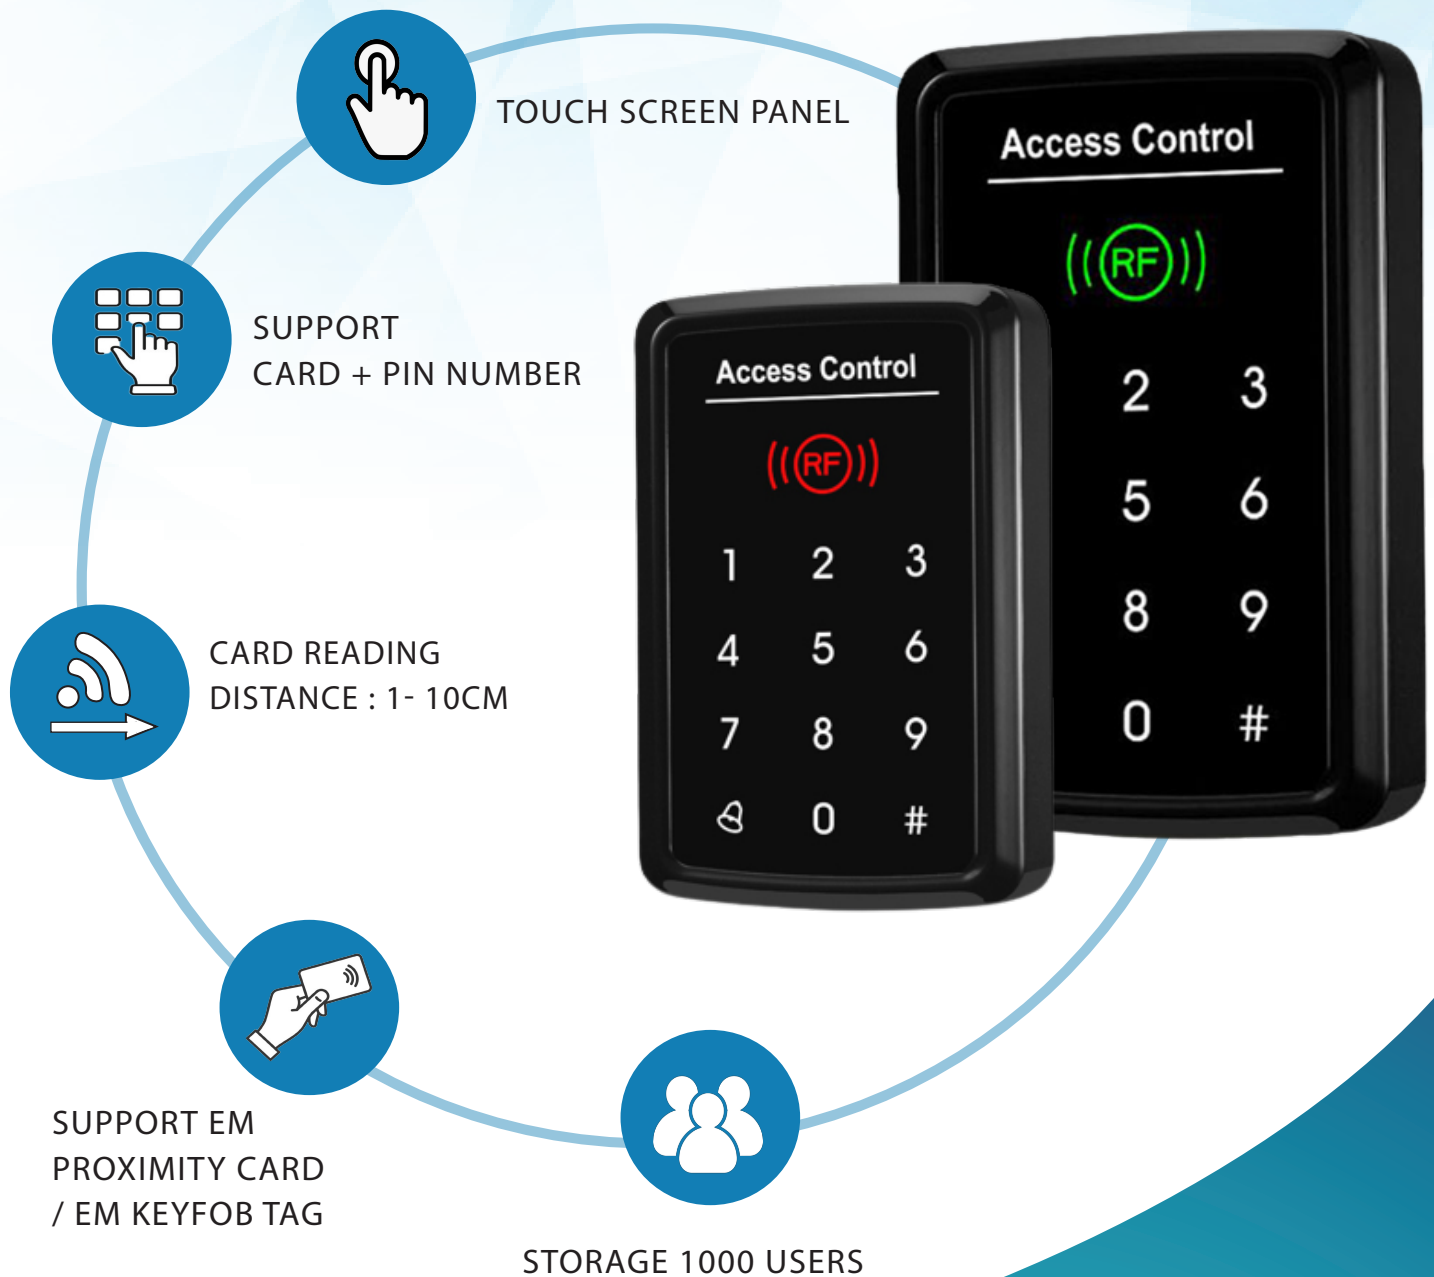 TOUCH SCREEN PANEL
SUPPORT
CARD + PIN NUMBER
CARD READING
DISTANCE : 1- 10CM
SUPPORT EM
PROXIMITY CARD
/ EM KEYFOB TAG
STORAGE 1000 USERS
Access Control
((RF))
1 2 3
4 5 6
7 8 9
0 #
Access Control
((RF))
2 3
5 6
8 9
0 #